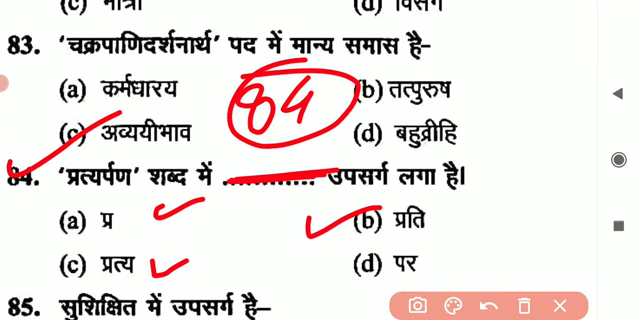 (c) मात्रा (d) विसर्ग
83. 'चक्रपाणिदर्शनार्थ' पद में मान्य समास है–
(a) कर्मधारय (b) तत्पुरुष
84
(c) अव्ययीभाव (d) बहुव्रीहि
84. 'प्रत्यर्पण' शब्द में ............ उपसर्ग लगा है।
(a) प्र (b) प्रति
(c) प्रत्य (d) पर
85. सुशिक्षित में उपसर्ग है–